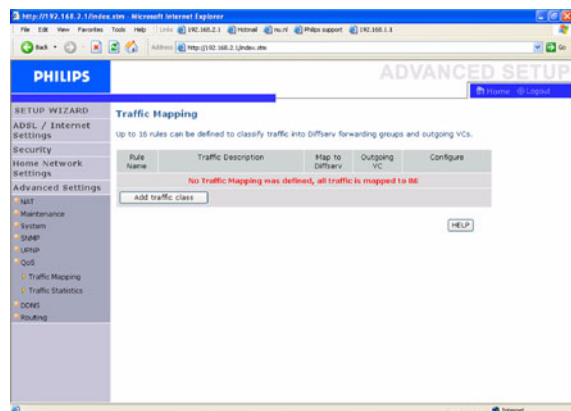 http://192.168.2.1/index.stm - Microsoft Internet Explorer
File Edit View Favorites Tools Help Links 192.168.2.1 Hotmail nu.nl Philips support 192.168.1.1
Back Address http://192.168.2.1/index.stm Go
PHILIPS
ADVANCED SETUP
Home Logout
SETUP WIZARD
ADSL / Internet Settings
Security
Home Network Settings
Advanced Settings
NAT
Maintenance
System
SNMP
UPNP
QoS
Traffic Mapping
Traffic Statistics
DDNS
Routing
Traffic Mapping
Up to 16 rules can be defined to classify traffic into Diffserv forwarding groups and outgoing VCs.
Rule Name Traffic Description Map to Diffserv Outgoing VC Configure
No Traffic Mapping was defined, all traffic is mapped to BE
Add traffic class
HELP
Internet